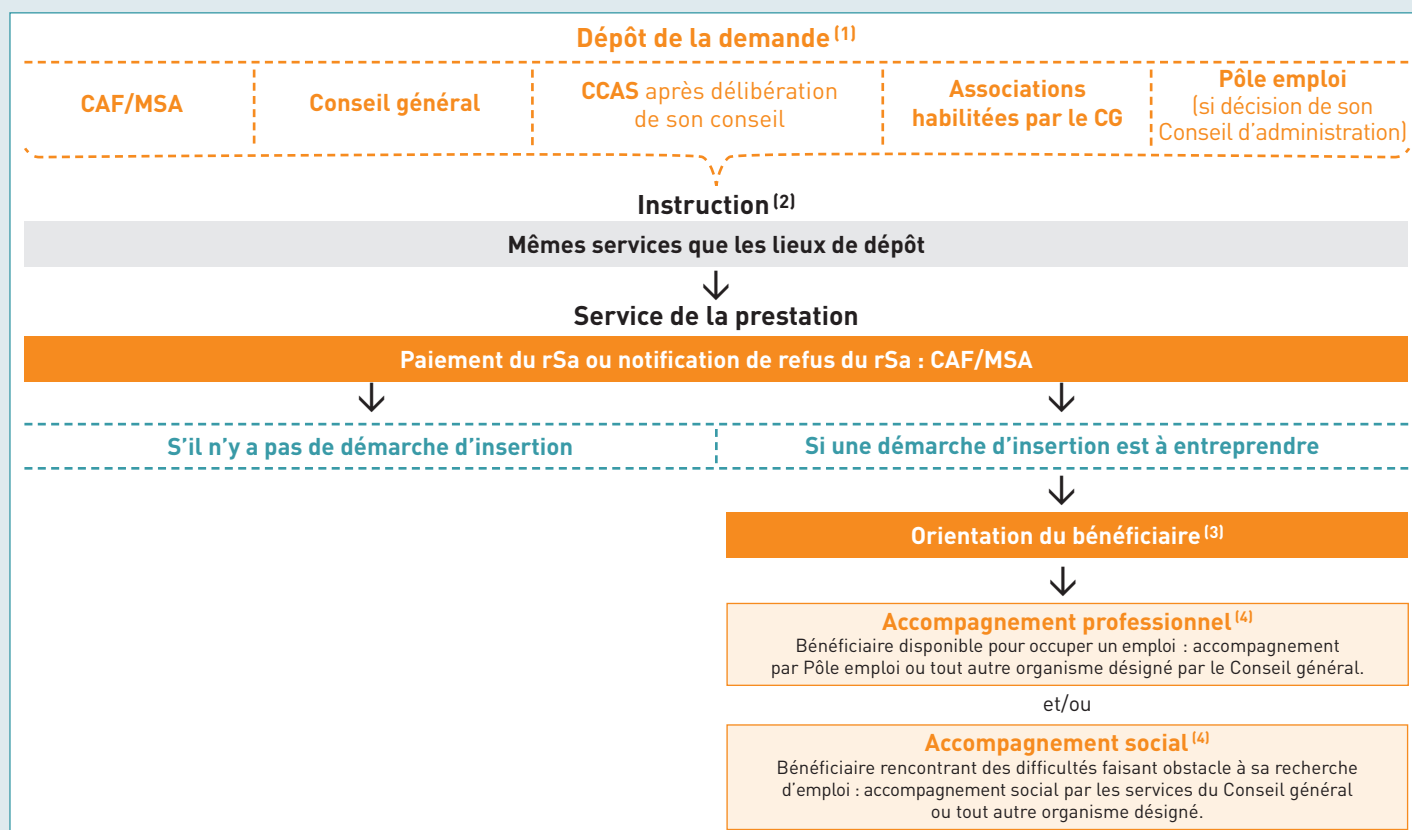 Dépôt de la demande (1)
CAF/MSA
Conseil général
CCAS après délibération
de son conseil
Associations
habilitées par le CG
Pôle emploi
(si décision de son
Conseil d'administration)
Instruction (2)
Mêmes services que les lieux de dépôt
Service de la prestation
Paiement du rSa ou notification de refus du rSa : CAF/MSA
S'il n'y a pas de démarche d'insertion
Si une démarche d'insertion est à entreprendre
Orientation du bénéficiaire (3)
Accompagnement professionnel (4)
Bénéficiaire disponible pour occuper un emploi : accompagnement
par Pôle emploi ou tout autre organisme désigné par le Conseil général.
et/ou
Accompagnement social (4)
Bénéficiaire rencontrant des difficultés faisant obstacle à sa recherche
d'emploi : accompagnement social par les services du Conseil général
ou tout autre organisme désigné.